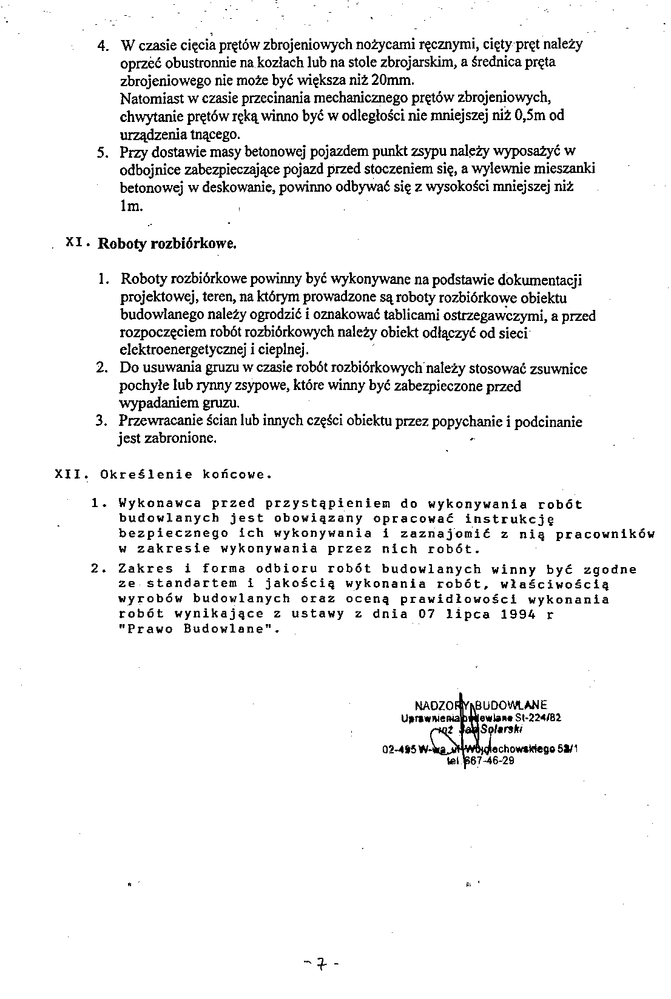 4. W czasie cięcia prętów zbrojeniowych nożycami ręcznymi, cięty pręt należy
oprzeć obustronnie na kozłach lub na stole zbrojarskim, a średnica pręta
zbrojeniowego nie może być większa niż 20mm.
Natomiast w czasie przecinania mechanicznego prętów zbrojeniowych,
chwytanie prętów ręką winno być w odległości nie mniejszej niż 0,5m od
urządzenia tnącego.
5. Przy dostawie masy betonowej pojazdem punkt zsypu należy wyposażyć w
odbojnice zabezpieczające pojazd przed stoczeniem się, a wylewnie mieszanki
betonowej w deskowanie, powinno odbywać się z wysokości mniejszej niż
1m.
XI. Roboty rozbiórkowe.
1. Roboty rozbiórkowe powinny być wykonywane na podstawie dokumentacji
projektowej, teren, na którym prowadzone są roboty rozbiórkowe obiektu
budowlanego należy ogrodzić i oznakować tablicami ostrzegawczymi, a przed
rozpoczęciem robót rozbiórkowych należy obiekt odłączyć od sieci
elektroenergetycznej i cieplnej.
2. Do usuwania gruzu w czasie robót rozbiórkowych należy stosować zsuwnice
pochyłe lub rynny zsypowe, które winny być zabezpieczone przed
wypadaniem gruzu.
3. Przewracanie ścian lub innych części obiektu przez popychanie i podcinanie
jest zabronione.
XII. Określenie końcowe.
1. Wykonawca przed przystąpieniem do wykonywania robót
budowlanych jest obowiązany opracować instrukcję
bezpiecznego ich wykonywania i zaznajomić z nią pracowników
w zakresie wykonywania przez nich robót.
2. Zakres i forma odbioru robót budowlanych winny być zgodne
ze standartem i jakością wykonania robót, właściwością
wyrobów budowlanych oraz oceną prawidłowości wykonania
robót wynikające z ustawy z dnia 07 lipca 1994 r
"Prawo Budowlane".
NADZORY BUDOWLANE
Uprawnienia budowlane St-224/82
inż Jan Solarski
02-495 W-wa ul Wojciechowskiego
tel 667-46-29
- 7 -